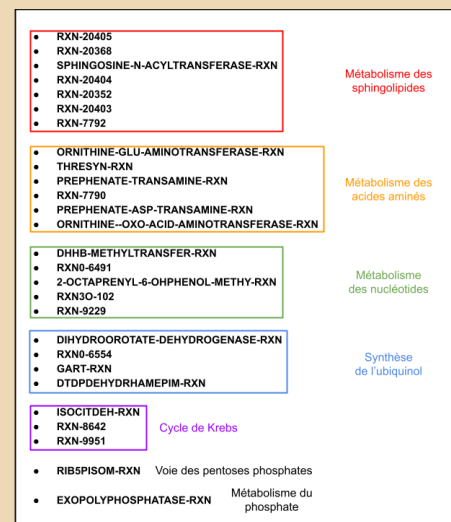 ● RXN-20405
● RXN-20368
● SPHINGOSINE-N-ACYLTRANSFERASE-RXN
● RXN-20404
● RXN-20352
● RXN-20403
● RXN-7792
Métabolisme des
sphingolipides
● ORNITHINE-GLU-AMINOTRANSFERASE-RXN
● THRESYN-RXN
● PREPHENATE-TRANSAMINE-RXN
● RXN-7790
● PREPHENATE-ASP-TRANSAMINE-RXN
● ORNITHINE--OXO-ACID-AMINOTRANSFERASE-RXN
Métabolisme des
acides aminés
● DHHB-METHYLTRANSFER-RXN
● RXN0-6491
● 2-OCTAPRENYL-6-OHPHENOL-METHY-RXN
● RXN3O-102
● RXN-9229
Métabolisme
des nucléotides
● DIHYDROOROTATE-DEHYDROGENASE-RXN
● RXN0-6554
● GART-RXN
● DTDPDEHYDRHAMEPIM-RXN
Synthèse
de l'ubiquinol
● ISOCITDEH-RXN
● RXN-8642
● RXN-9951
Cycle de Krebs
● RIB5PISOM-RXN Voie des pentoses phosphates
● EXOPOLYPHOSPHATASE-RXN Métabolisme du
phosphate